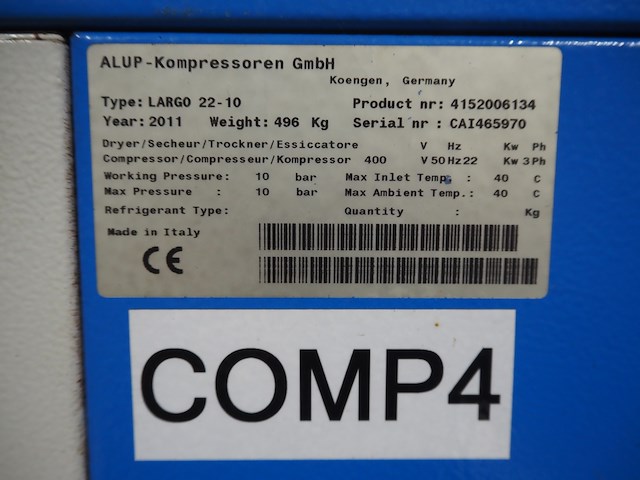 ALUP-Kompressoren GmbH
Koengen, Germany
Type: LARGO 22-10 Product nr: 4152006134
Year: 2011 Weight: 496 Kg Serial nr : CAI465970
Dryer/Secheur/Trockner/Essiccatore V Hz Kw Ph
Compressor/Compresseur/Kompressor 400 V 50 Hz 22 Kw 3 Ph
Working Pressure: 10 bar Max Inlet Temp. : 40 C
Max Pressure : 10 bar Max Ambient Temp.: 40 C
Refrigerant Type: Quantity : Kg
Made in Italy
CE
COMP4